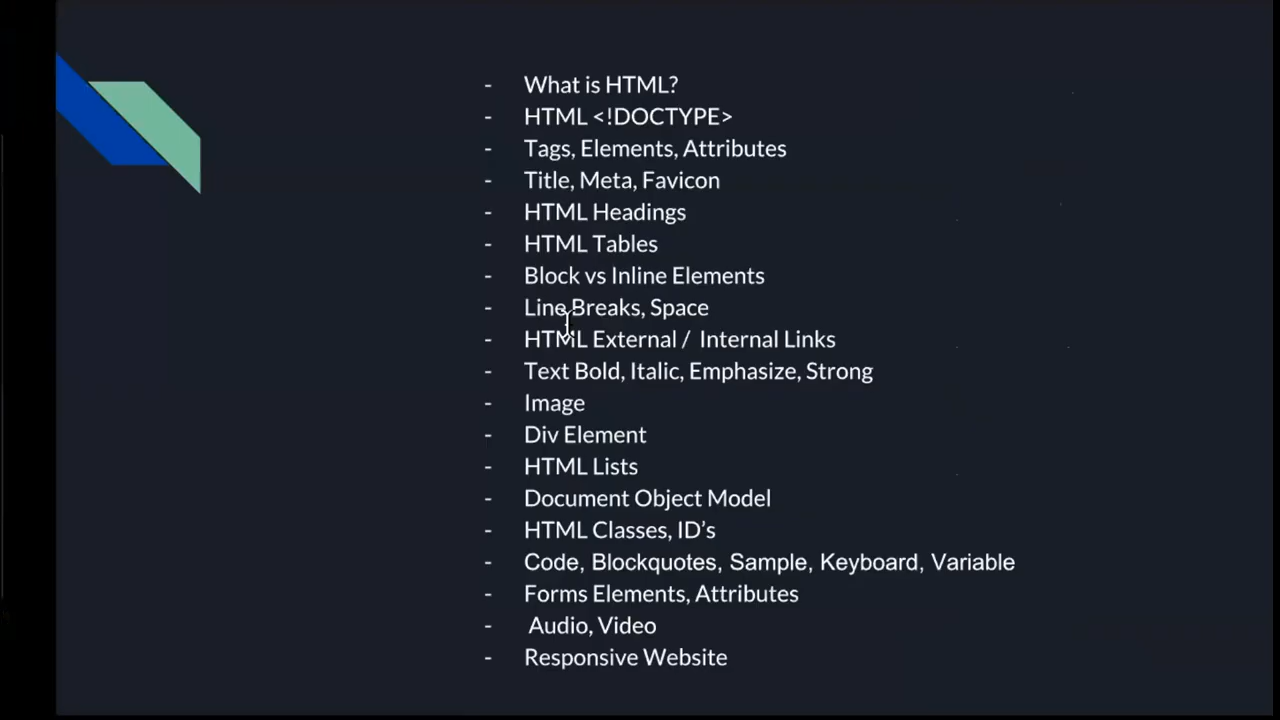 - What is HTML?
- HTML <!DOCTYPE>
- Tags, Elements, Attributes
- Title, Meta, Favicon
- HTML Headings
- HTML Tables
- Block vs Inline Elements
- Line Breaks, Space
- HTML External / Internal Links
- Text Bold, Italic, Emphasize, Strong
- Image
- Div Element
- HTML Lists
- Document Object Model
- HTML Classes, ID’s
- Code, Blockquotes, Sample, Keyboard, Variable
- Forms Elements, Attributes
- Audio, Video
- Responsive Website